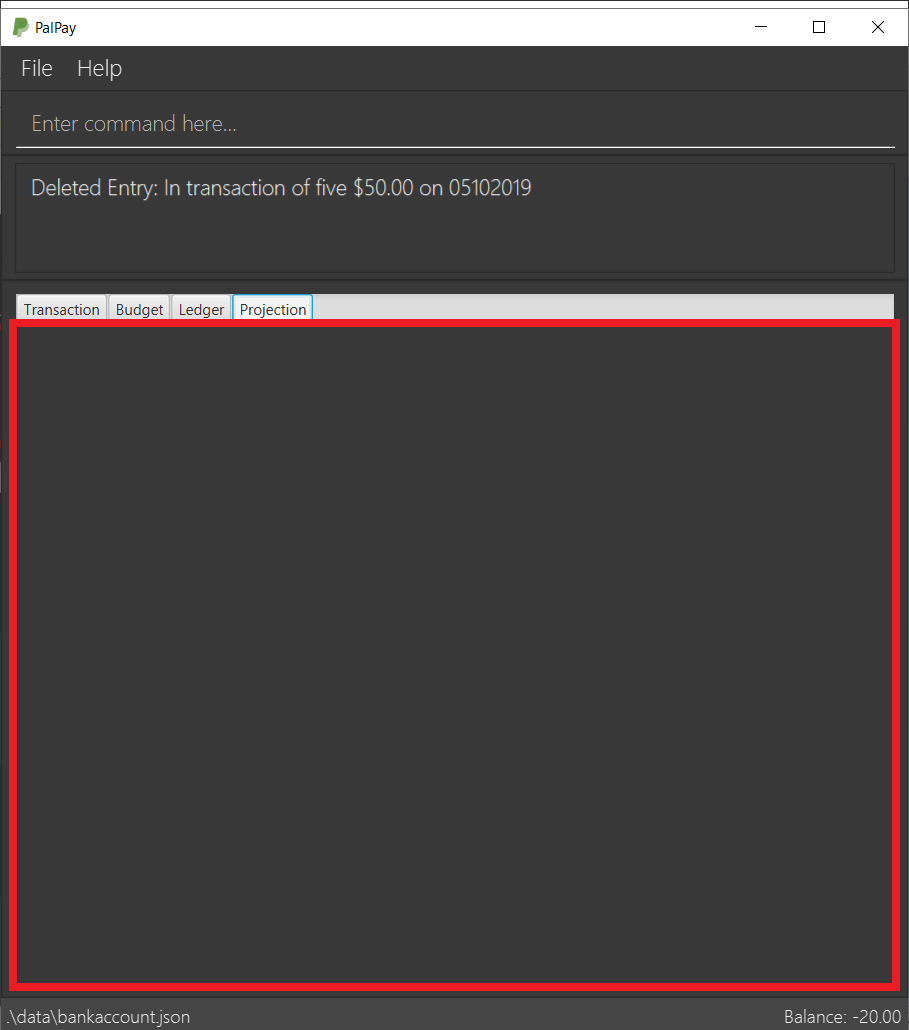 PalPay
File Help
Enter command here...
Deleted Entry: In transaction of five $50.00 on 05102019
Transaction Budget Ledger Projection
.\data\bankaccount.json Balance: -20.00